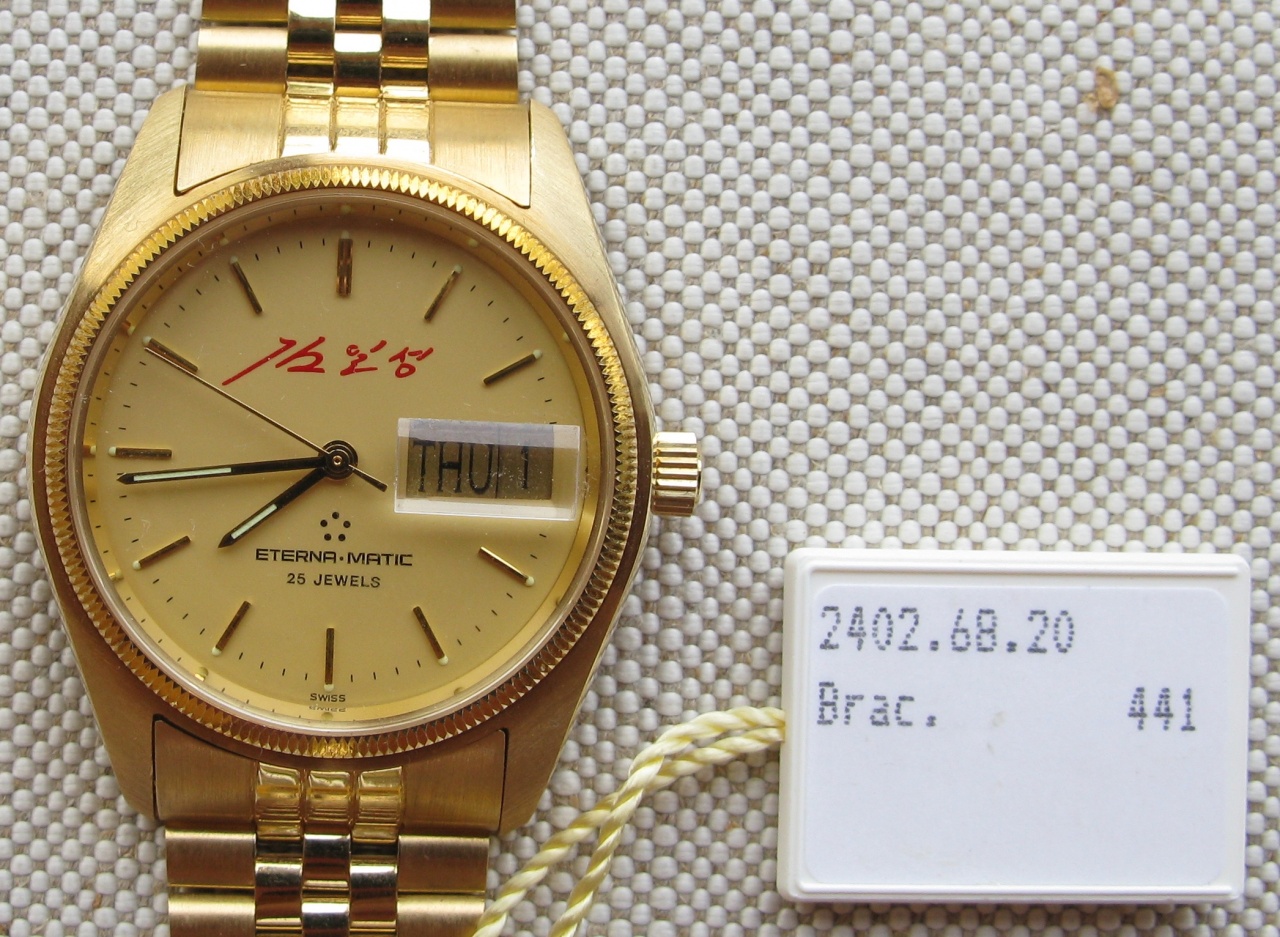 김일성
THU 1
ETERNA·MATIC
25 JEWELS
SWISS
2402.68.20
Brac. 441